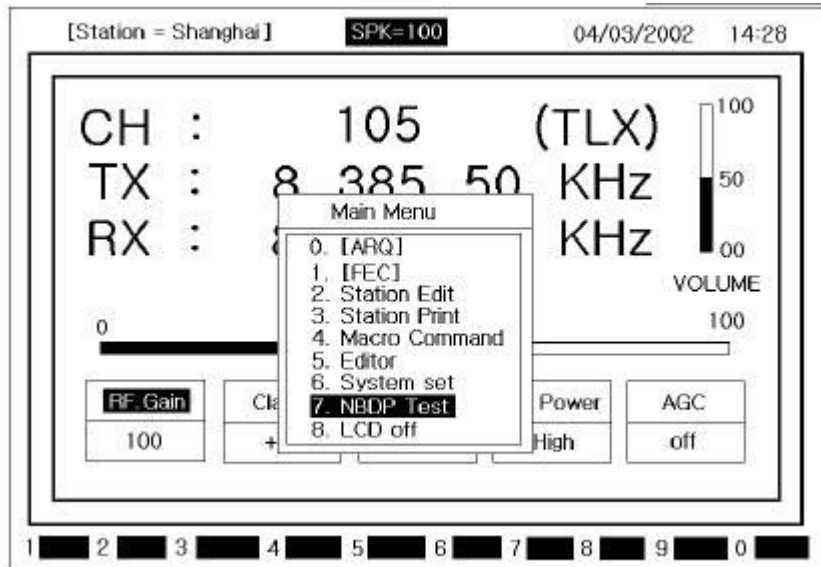 [Station = Shanghai] SPK=100 04/03/2002 14:28
CH : 105 (TLX)
TX : 8 385 50 KHz
RX : KHz
100
50
00
VOLUME
Main Menu
0. [ARQ]
1. [FEC]
2. Station Edit
3. Station Print
4. Macro Command
5. Editor
6. System set
7. NBDP Test
8. LCD off
0 100
RF. Gain Power AGC
100 + High off
1 2 3 4 5 6 7 8 9 0